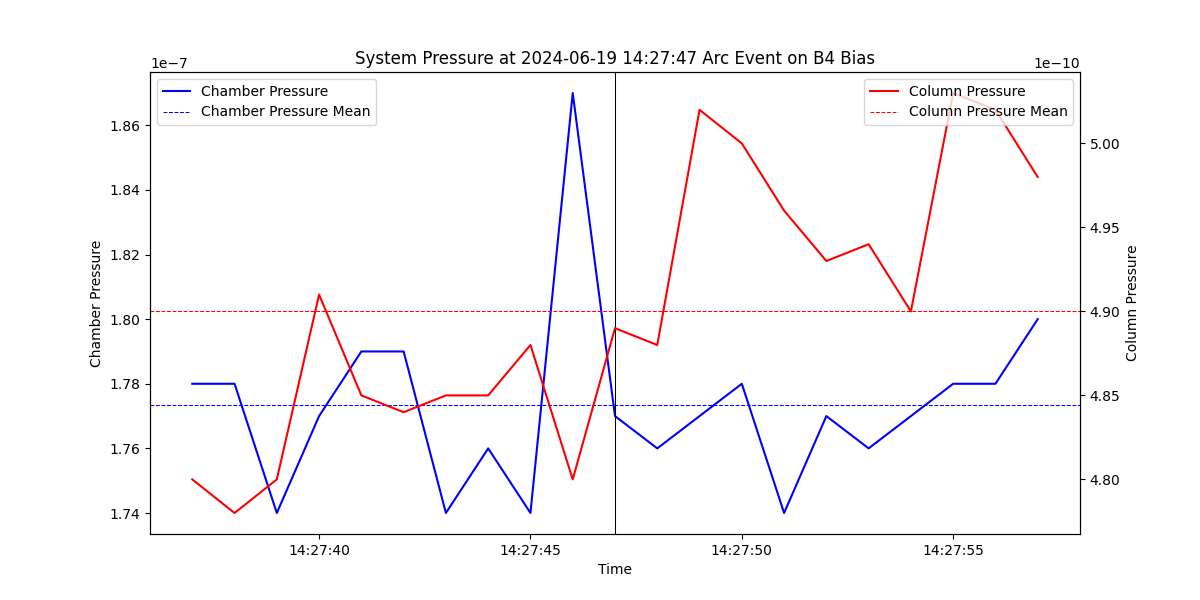 System Pressure at 2024-06-19 14:27:47 Arc Event on B4 Bias
1e−7
1e−10
Chamber Pressure
Chamber Pressure Mean
Column Pressure
Column Pressure Mean
1.86
1.84
1.82
1.80
1.78
1.76
1.74
Chamber Pressure
5.00
4.95
4.90
4.85
4.80
Column Pressure
14:27:40
14:27:45
14:27:50
14:27:55
Time